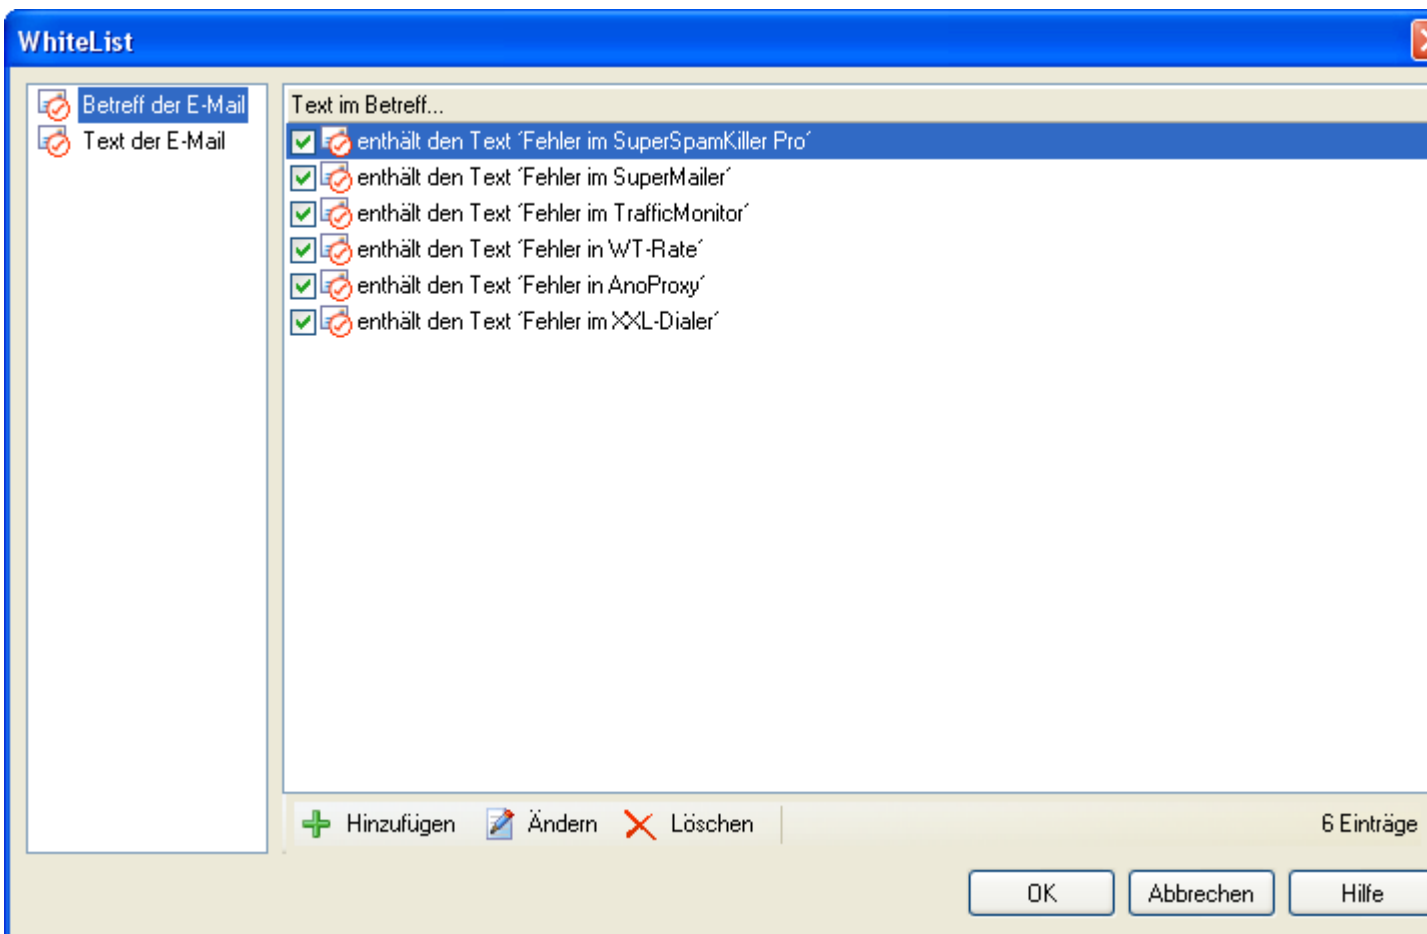 WhiteList
Betreff der E-Mail
Text der E-Mail
Text im Betreff...
enthält den Text ´Fehler im SuperSpamKiller Pro´
enthält den Text ´Fehler im SuperMailer´
enthält den Text ´Fehler im TrafficMonitor´
enthält den Text ´Fehler in WT-Rate´
enthält den Text ´Fehler in AnoProxy´
enthält den Text ´Fehler im XXL-Dialer´
Hinzufügen Ändern Löschen 6 Einträge
OK Abbrechen Hilfe